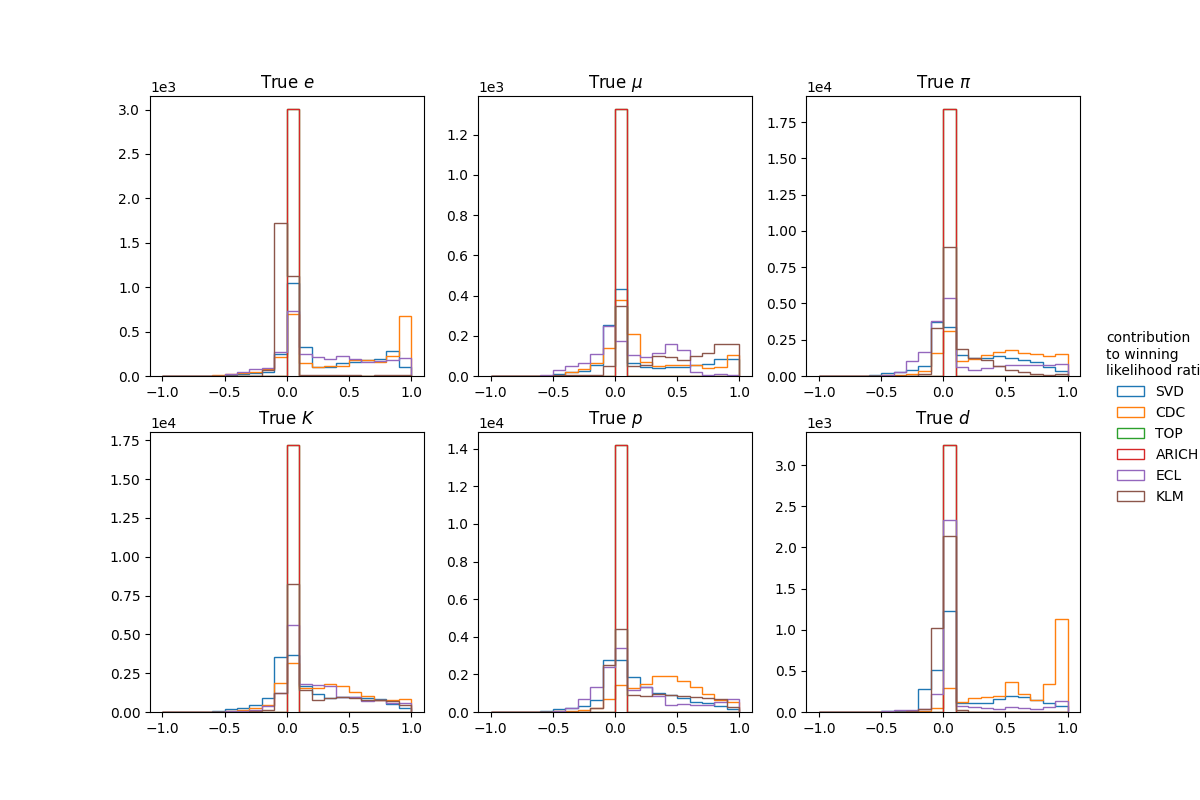 True e
1e3
3.0
2.5
2.0
1.5
1.0
0.5
0.0
−1.0 −0.5 0.0 0.5 1.0
True μ
1e3
1.2
1.0
0.8
0.6
0.4
0.2
0.0
−1.0 −0.5 0.0 0.5 1.0
True π
1e4
1.75
1.50
1.25
1.00
0.75
0.50
0.25
0.00
−1.0 −0.5 0.0 0.5 1.0
True K
1e4
1.75
1.50
1.25
1.00
0.75
0.50
0.25
0.00
−1.0 −0.5 0.0 0.5 1.0
True p
1e4
1.4
1.2
1.0
0.8
0.6
0.4
0.2
0.0
−1.0 −0.5 0.0 0.5 1.0
True d
1e3
3.0
2.5
2.0
1.5
1.0
0.5
0.0
−1.0 −0.5 0.0 0.5 1.0
contribution
to winning
likelihood rati
SVD
CDC
TOP
ARICH
ECL
KLM